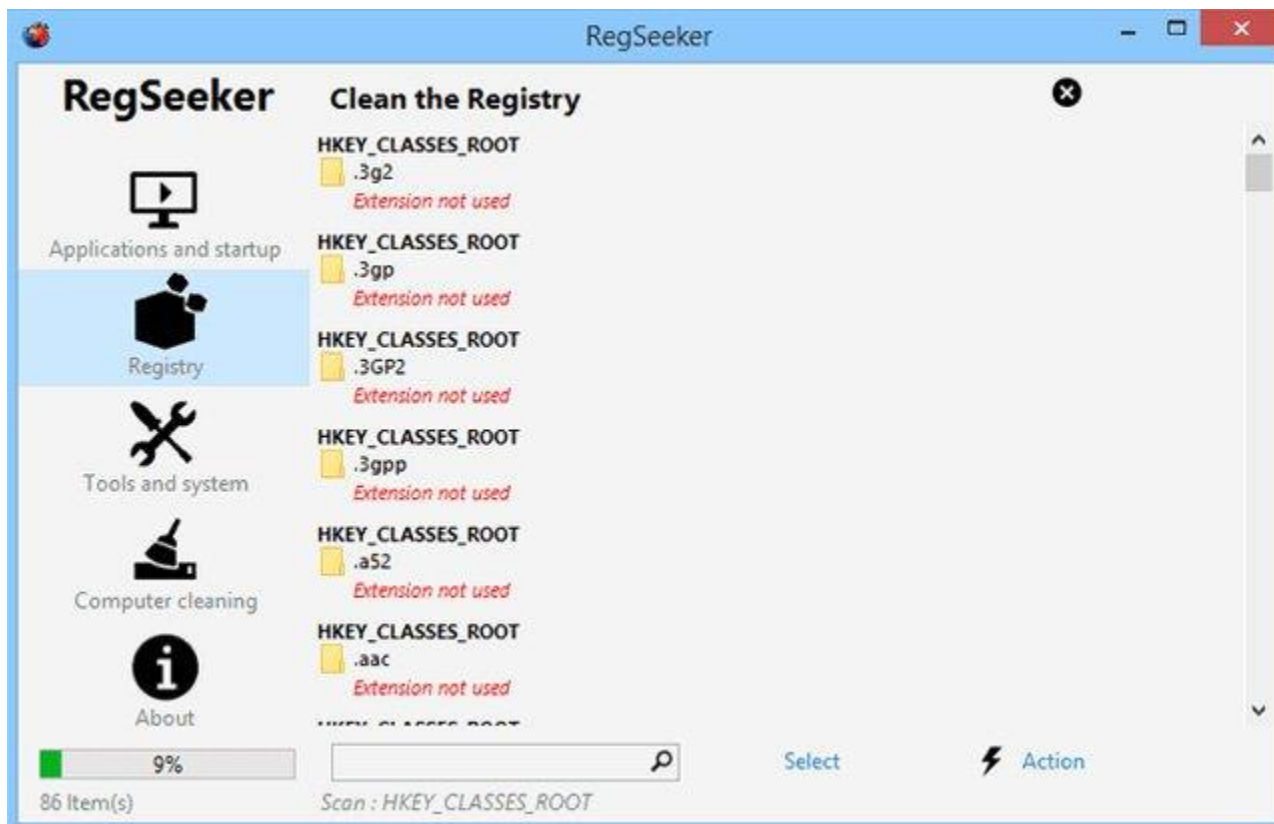 RegSeeker
RegSeeker
Applications and startup
Registry
Tools and system
Computer cleaning
About
9%
86 Item(s)
Clean the Registry
HKEY_CLASSES_ROOT
.3g2
Extension not used
HKEY_CLASSES_ROOT
.3gp
Extension not used
HKEY_CLASSES_ROOT
.3GP2
Extension not used
HKEY_CLASSES_ROOT
.3gpp
Extension not used
HKEY_CLASSES_ROOT
.a52
Extension not used
HKEY_CLASSES_ROOT
.aac
Extension not used
HKEY_CLASSES_ROOT
Select
Action
Scan : HKEY_CLASSES_ROOT